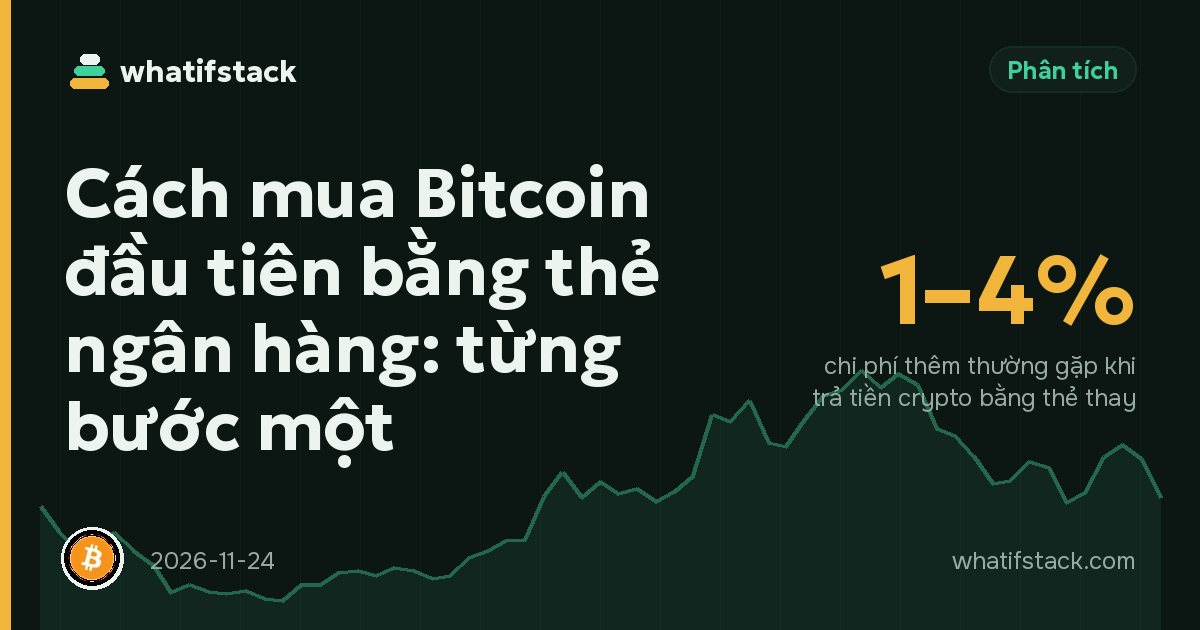 whatifstack
Phân tích
Cách mua Bitcoin
đầu tiên bằng thẻ
ngân hàng: từng
bước một
1–4%
chi phí thêm thường gặp khi
trả tiền crypto bằng thẻ thay
2026-11-24
whatifstack.com